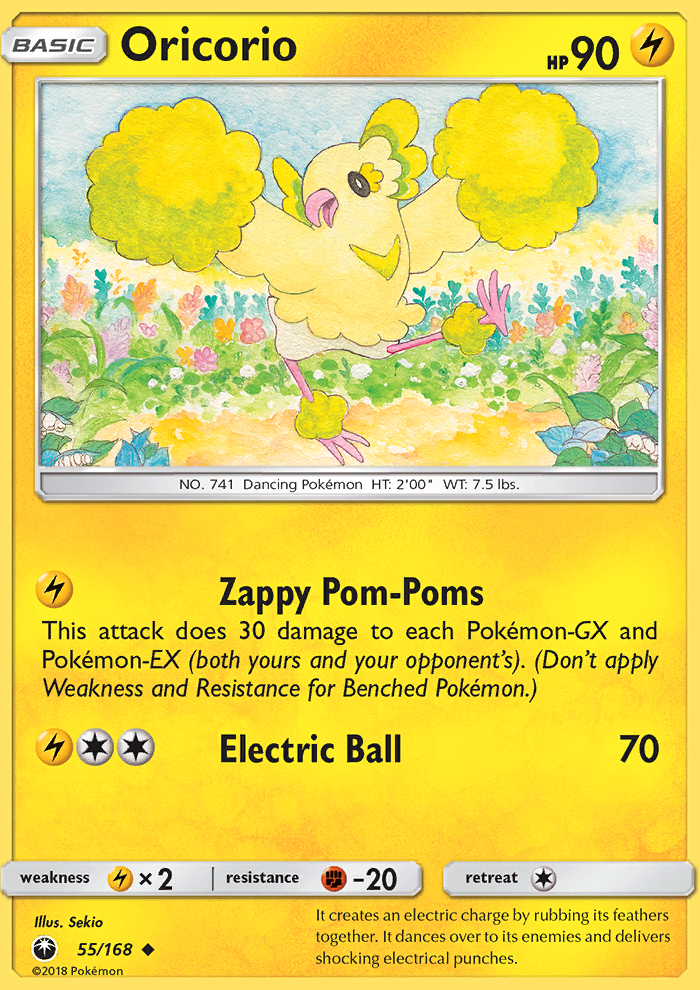 BASIC Oricorio HP 90
NO. 741 Dancing Pokémon HT: 2'00" WT: 7.5 lbs.
Zappy Pom-Poms
This attack does 30 damage to each Pokémon-GX and
Pokémon-EX (both yours and your opponent's). (Don't apply
Weakness and Resistance for Benched Pokémon.)
Electric Ball 70
weakness × 2 resistance -20 retreat
Illus. Sekio
55/168
©2018 Pokémon
It creates an electric charge by rubbing its feathers
together. It dances over to its enemies and delivers
shocking electrical punches.